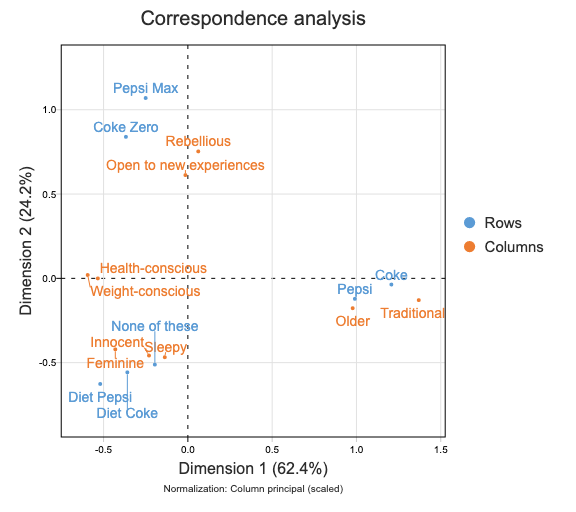 Correspondence analysis
Pepsi Max
1.0
Coke Zero
Rebellious
Open to new experiences
0.5
Rows
Columns
Health-conscious
0.0
Coke
Weight-conscious
Pepsi
Traditional
Older
None of these
Innocent
Sleepy
-0.5
Feminine
Diet Pepsi
Diet Coke
Dimension 2 (24.2%)
-0.5 0.0 0.5 1.0 1.5
Dimension 1 (62.4%)
Normalization: Column principal (scaled)